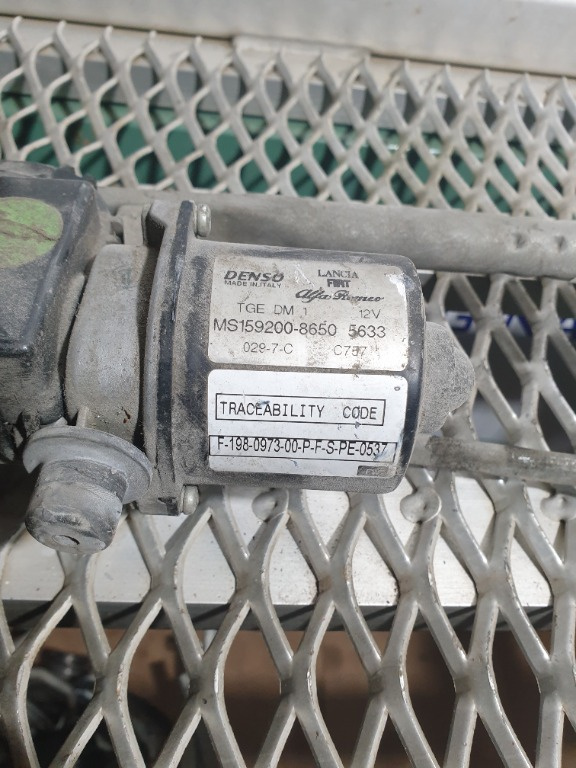 DENSO
MADE IN ITALY
LANCIA
FIAT
Alfa Romeo
TGE DM 1 12V
MS159200-8650 5633
029-7-C
TRACEABILITY CODE
F-198-0973-00-P-F-S-PE-0537